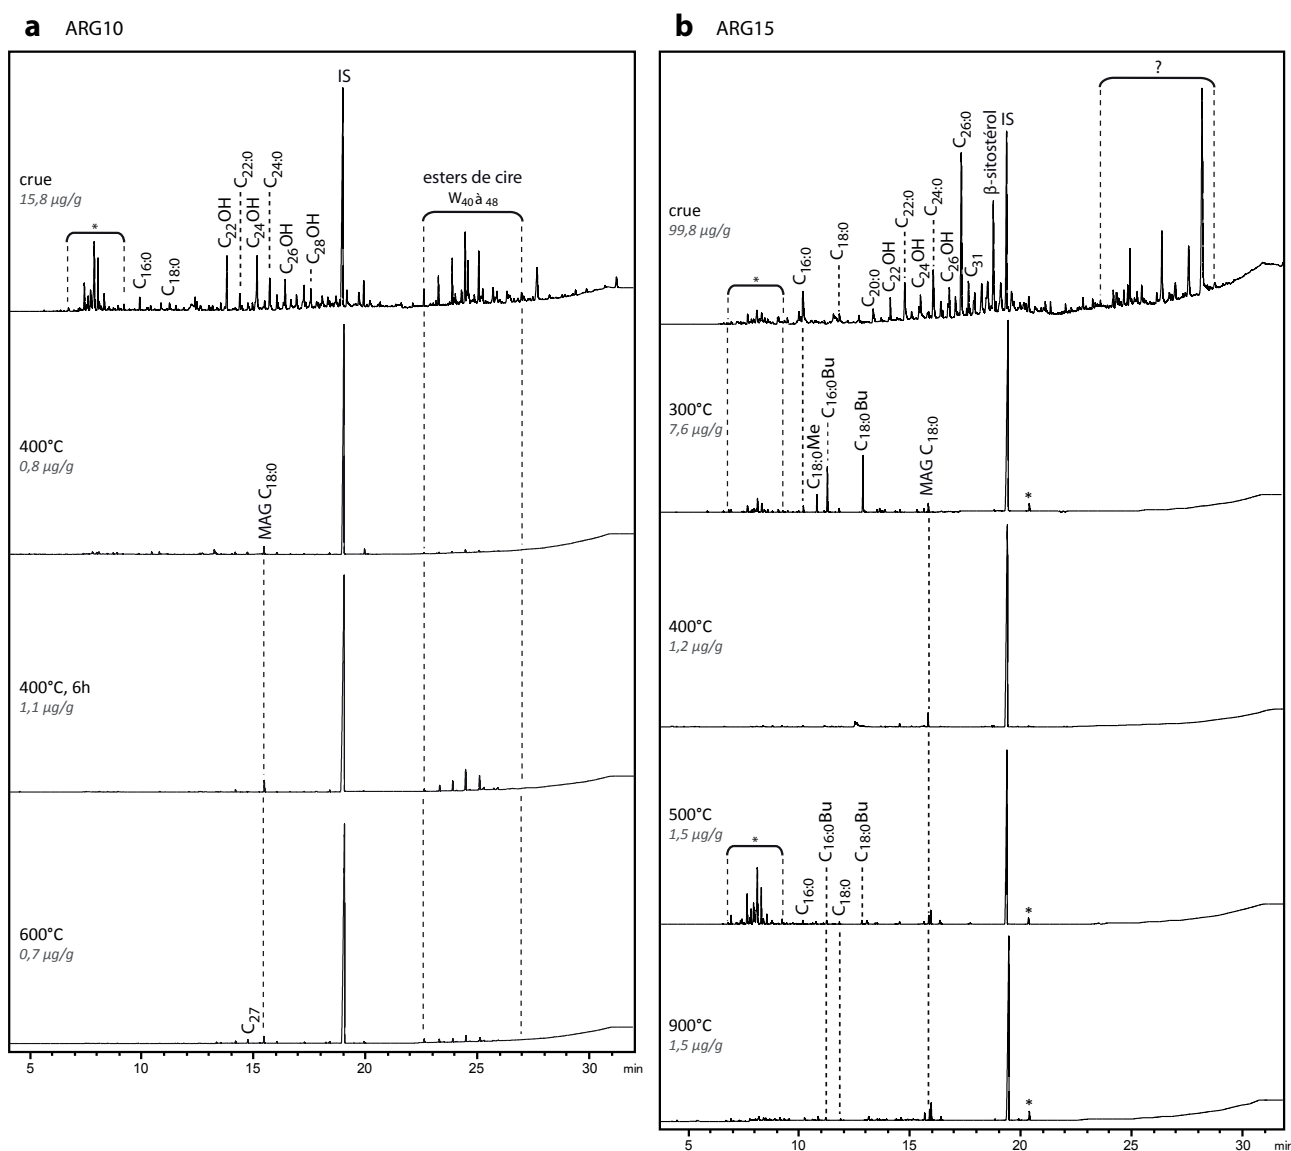 a ARG10
IS
crue
15,8 µg/g
*
C16:0
C18:0
C22OH
C22:0
C24OH
C24:0
C26OH
C28OH
esters de cire
W40 à 48
400°C
0,8 µg/g
MAG C18:0
400°C, 6h
1,1 µg/g
600°C
0,7 µg/g
C27
5 10 15 20 25 30 min
b ARG15
?
crue
99,8 µg/g
*
C16:0
C18:0
C20:0
C22OH
C22:0
C24OH
C24:0
C26OH
C26:0
C31
β-sitostérol
IS
300°C
7,6 µg/g
C18:0Me
C16:0Bu
C18:0Bu
MAG C18:0
*
400°C
1,2 µg/g
500°C
1,5 µg/g
*
C16:0
C16:0Bu
C18:0
C18:0Bu
*
900°C
1,5 µg/g
*
5 10 15 20 25 30 min